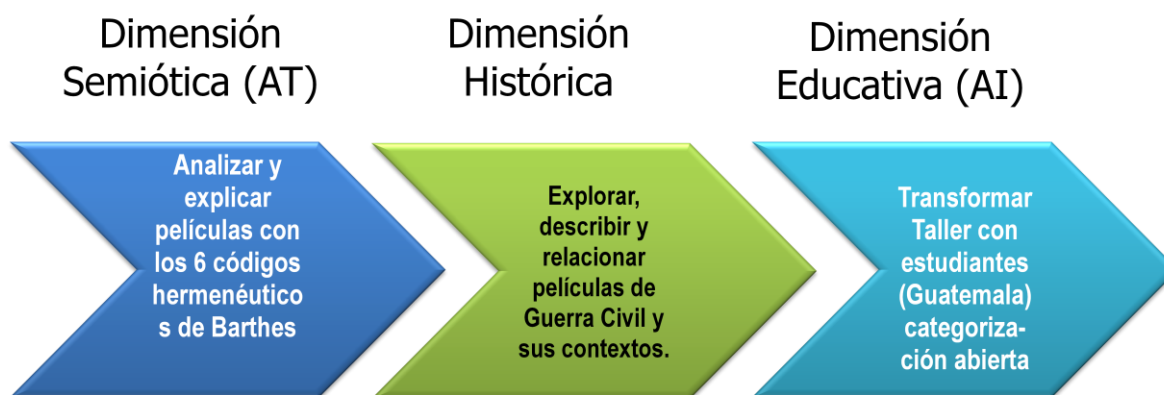 Dimensión
Semiótica (AT)
Dimensión
Histórica
Dimensión
Educativa (AI)
Analizar y
explicar
películas con
los 6 códigos
hermenéutico
s de Barthes
Explorar,
describir y
relacionar
películas de
Guerra Civil y
sus contextos.
Transformar
Taller con
estudiantes
(Guatemala)
categoriza-
ción abierta